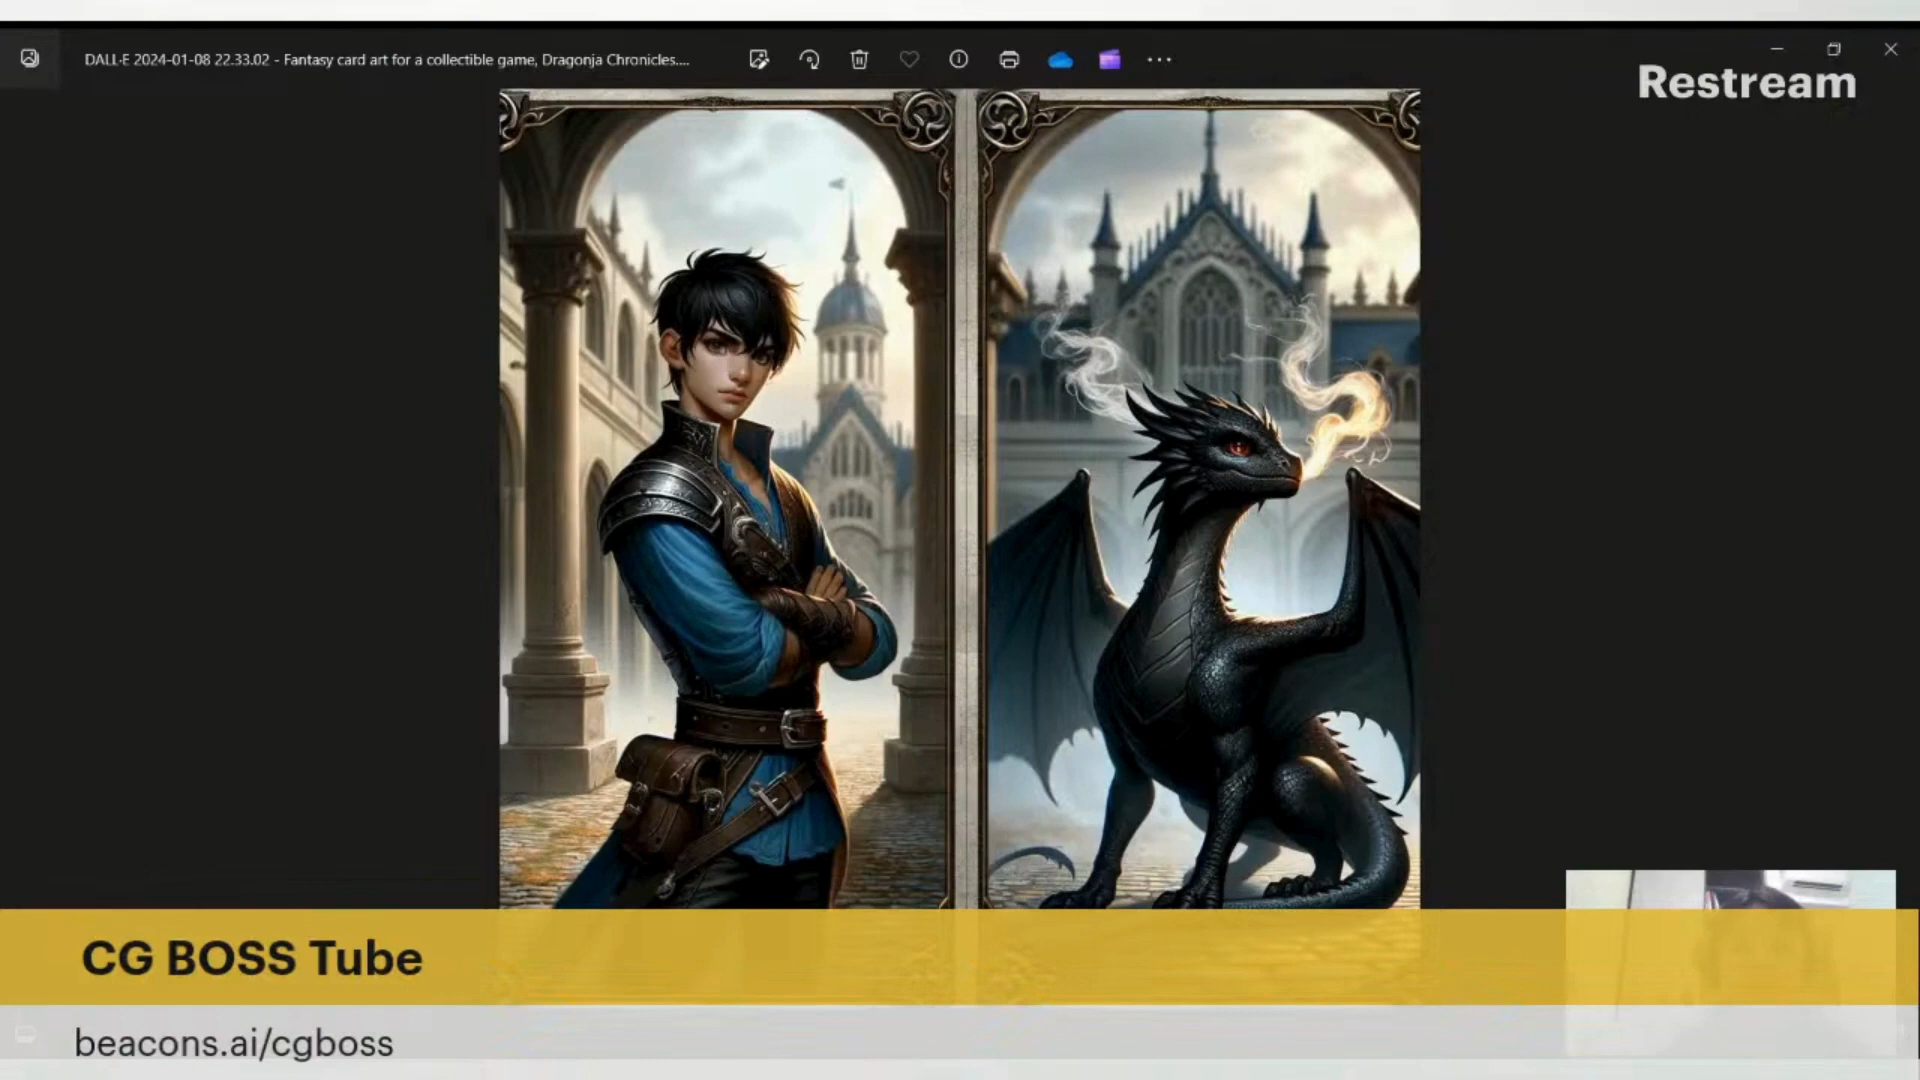 DALL·E 2024-01-08 22.33.02 - Fantasy card art for a collectible game, Dragonja Chronicles....
Restream
CG BOSS Tube
beacons.ai/cgboss